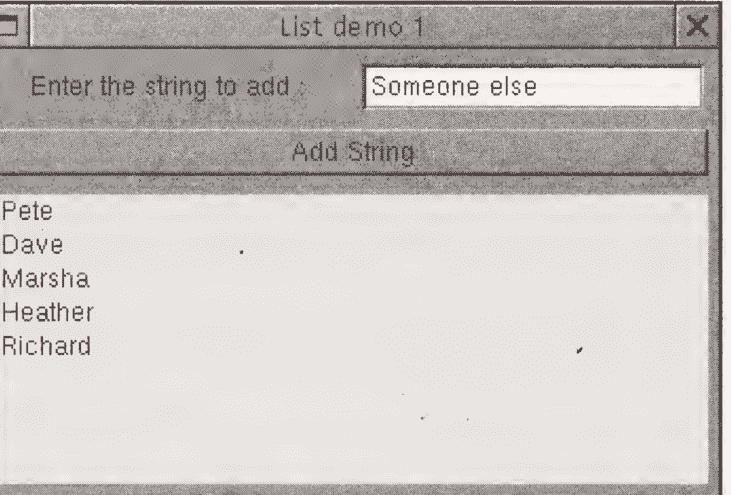 List demo 1
Enter the string to add :
Someone else
Add String
Pete
Dave
Marsha
Heather
Richard